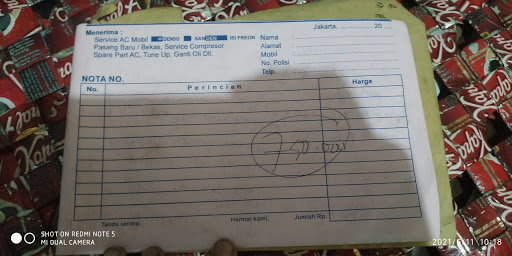 Menerima :
Service AC Mobil DENSO SANDEN ISI FREON
Pasang Baru / Bekas, Service Compresor
Spare Part AC, Tune Up, Ganti Oli Dll.
Jakarta, 20
Nama
Alamat
Mobil
No. Polisi
Telp.
NOTA NO.
No. Perincian Harga
750.000
Tanda terima, Hormat kami, Jumlah Rp.
SHOT ON REDMI NOTE 5
MI DUAL CAMERA
2021/6/11 10:18